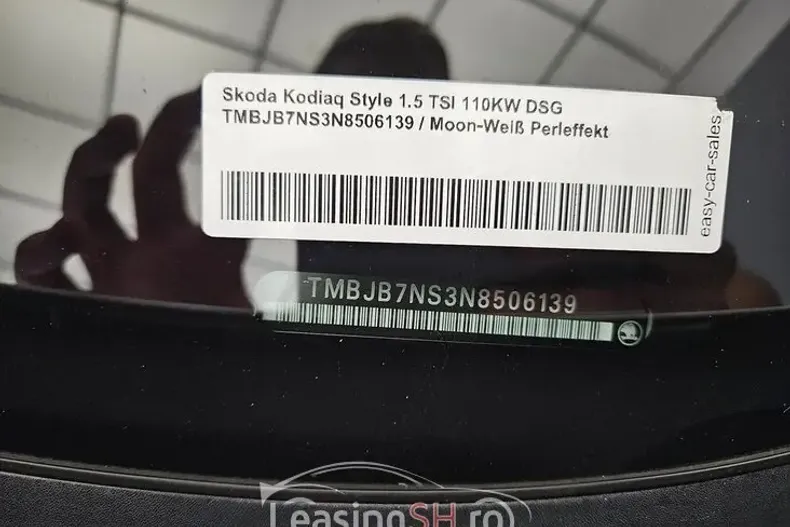 Skoda Kodiaq Style 1.5 TSI 110KW DSG
TMBJB7NS3N8506139 / Moon-Weiß Perleffekt
easy-car-sales
TMBJB7NS3N8506139
LeasingSH.ro